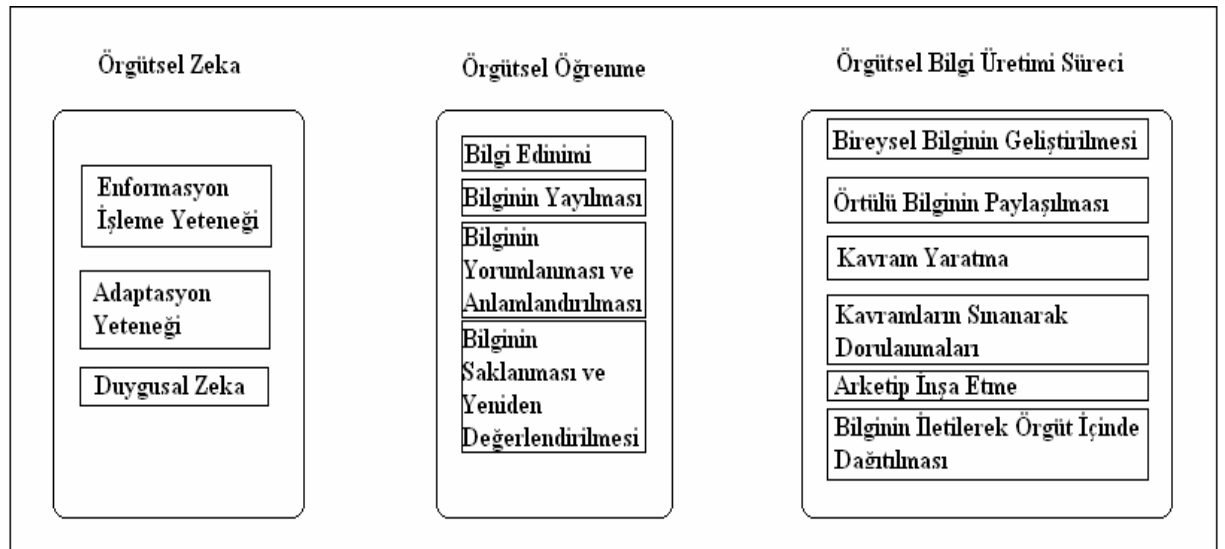 Örgütsel Zeka
Enformasyon
İşleme Yeteneği
Adaptasyon
Yeteneği
Duygusal Zeka
Örgütsel Öğrenme
Bilgi Edinimi
Bilginin Yayılması
Bilginin
Yorumlanması ve
Anlamlandırılması
Bilginin
Saklanması ve
Yeniden
Değerlendirilmesi
Örgütsel Bilgi Üretimi Süreci
Bireysel Bilginin Geliştirilmesi
Örtülü Bilginin Paylaşılması
Kavram Yaratma
Kavramların Sınanarak
Dorulanmaları
Arketip İnşa Etme
Bilginin İletilerek Örgüt İçinde
Dağıtılması